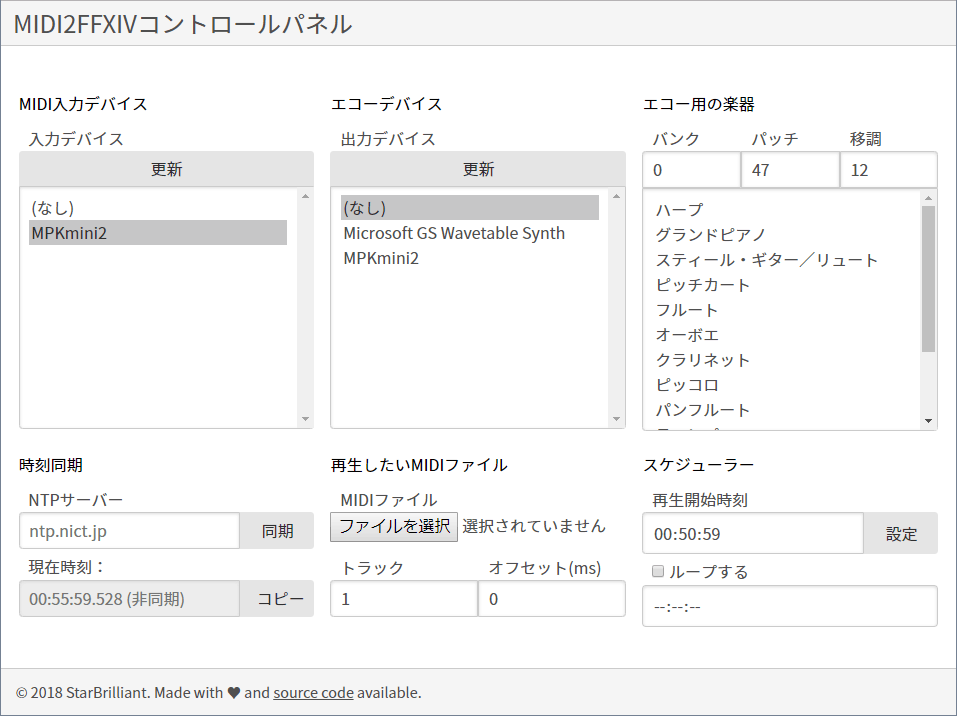 MIDI2FFXIVコントロールパネル
MIDI入力デバイス
入力デバイス
更新
(なし)
MPKmini2
エコーデバイス
出力デバイス
更新
(なし)
Microsoft GS Wavetable Synth
MPKmini2
エコー用の楽器
バンク パッチ 移調
0 47 12
ハープ
グランドピアノ
スティール・ギター／リュート
ピッチカート
フルート
オーボエ
クラリネット
ピッコロ
パンフルート
時刻同期
NTPサーバー
ntp.nict.jp 同期
現在時刻：
00:55:59.528 (非同期) コピー
再生したいMIDIファイル
MIDIファイル
ファイルを選択 選択されていません
トラック オフセット(ms)
1 0
スケジューラー
再生開始時刻
00:50:59 設定
ループする
--:--:--
© 2018 StarBrilliant. Made with ♥ and source code available.